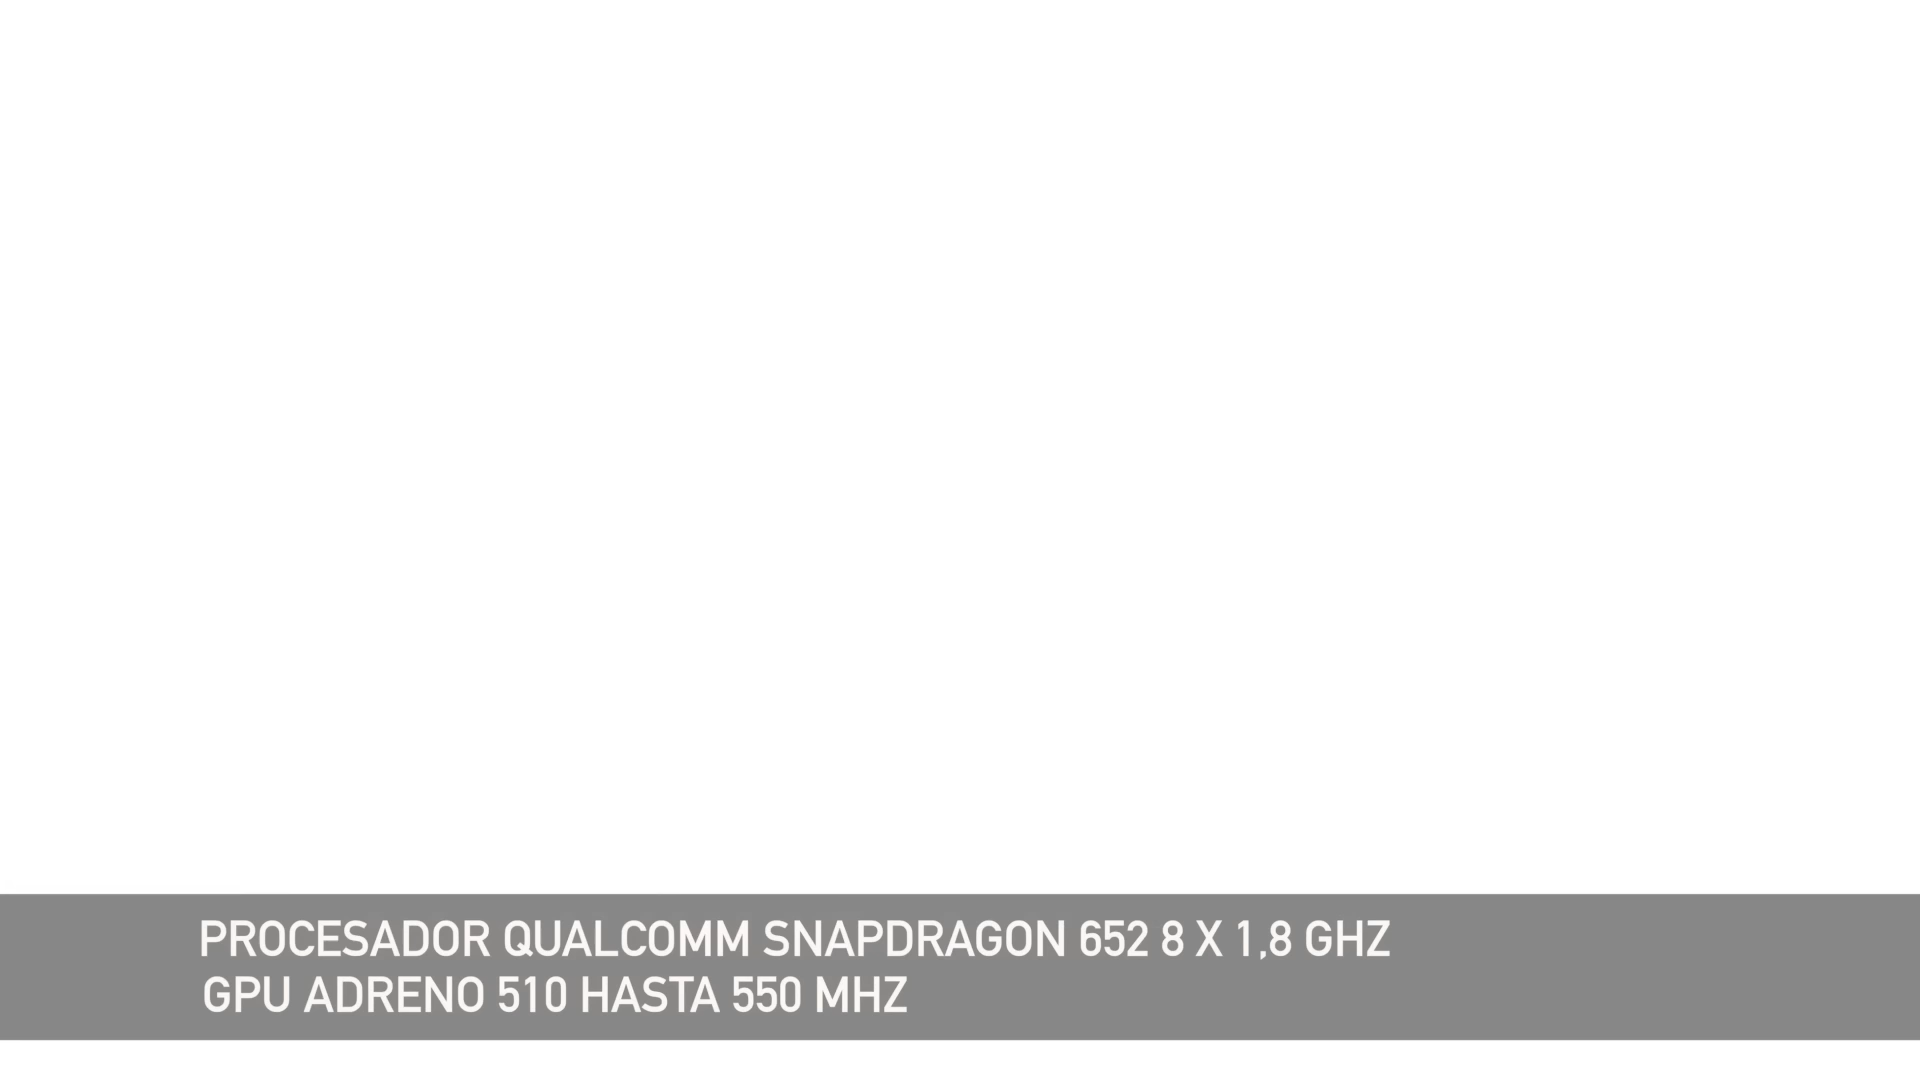 PROCESADOR QUALCOMM SNAPDRAGON 652 8 X 1,8 GHZ
GPU ADRENO 510 HASTA 550 MHZ